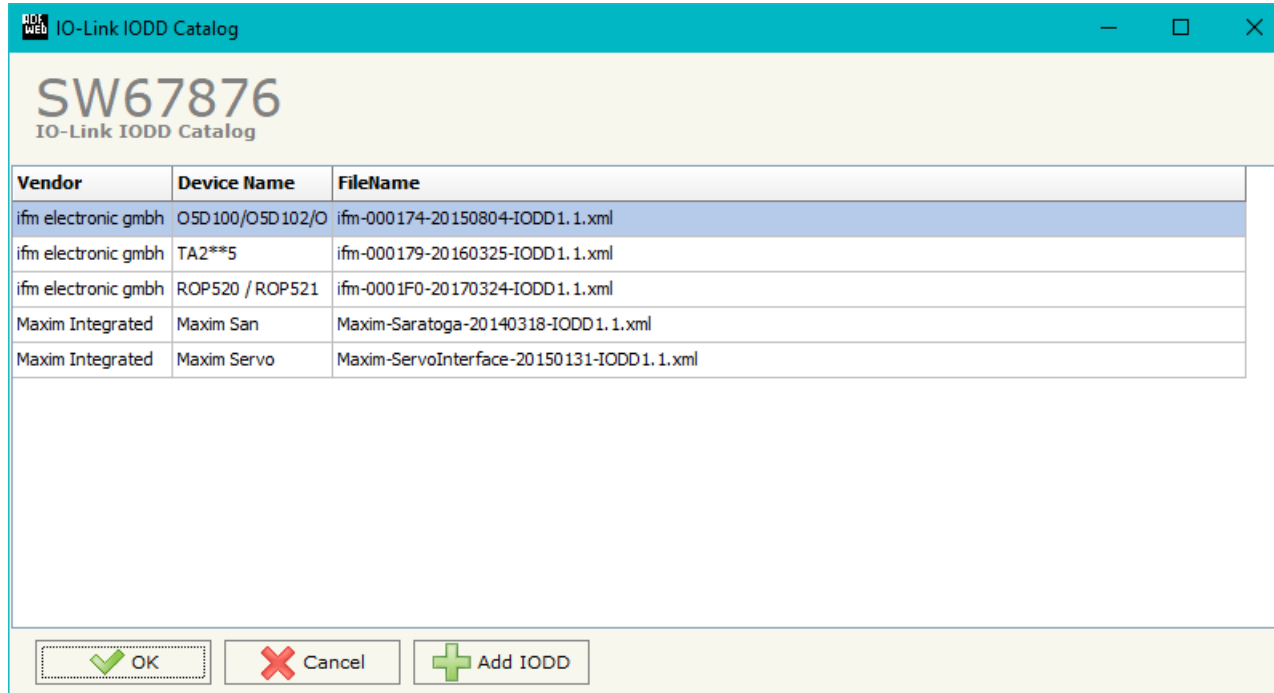 ADF
WEB IO-Link IODD Catalog
SW67876
IO-Link IODD Catalog
Vendor Device Name FileName
ifm electronic gmbh O5D100/O5D102/O ifm-000174-20150804-IODD1.1.xml
ifm electronic gmbh TA2**5 ifm-000179-20160325-IODD1.1.xml
ifm electronic gmbh ROP520 / ROP521 ifm-0001F0-20170324-IODD1.1.xml
Maxim Integrated Maxim San Maxim-Saratoga-20140318-IODD1.1.xml
Maxim Integrated Maxim Servo Maxim-ServoInterface-20150131-IODD1.1.xml
OK Cancel Add IODD